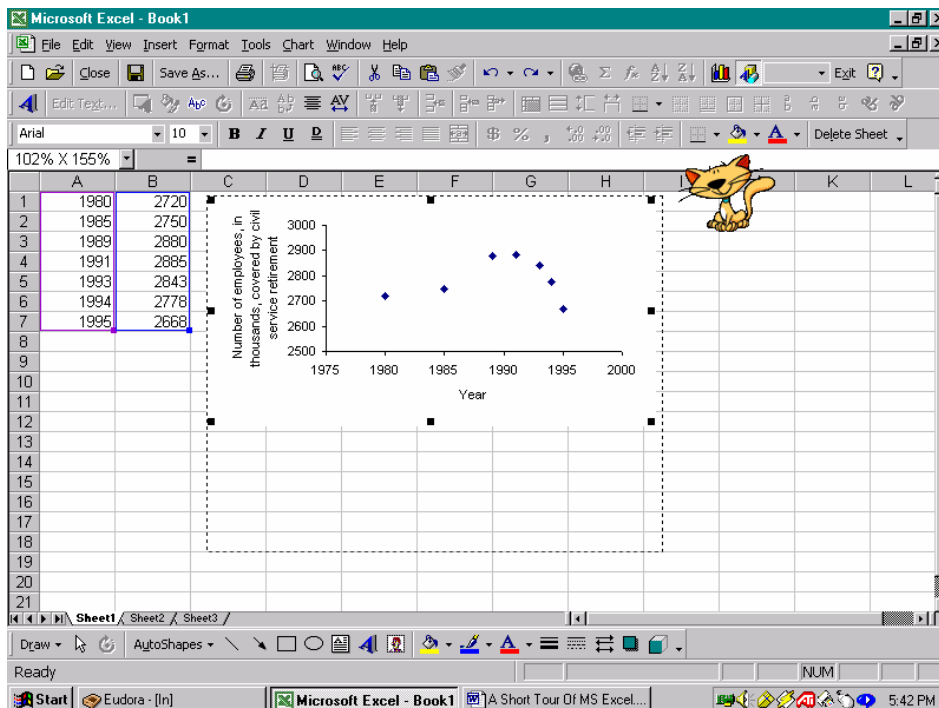 Microsoft Excel - Book1
File Edit View Insert Format Tools Chart Window Help
Close Save As... ABC Σ fx Exit
Edit Text... Abc Aa
Arial 10 B I U D $ % , Delete Sheet
102% X 155% =
A B C D E F G H I K L
1 1980 2720
2 1985 2750
3 1989 2880
4 1991 2885
5 1993 2843
6 1994 2778
7 1995 2668
8
9
10
11
12
13
14
15
16
17
18
19
20
21
Number of employees, in
thousands, covered by civil
service retirement
3000
2900
2800
2700
2600
2500
1975 1980 1985 1990 1995 2000
Year
Sheet1 Sheet2 Sheet3
Draw AutoShapes
Ready NUM
Start Eudora - [In] Microsoft Excel - Book1 A Short Tour Of MS Excel.... 5:42 PM